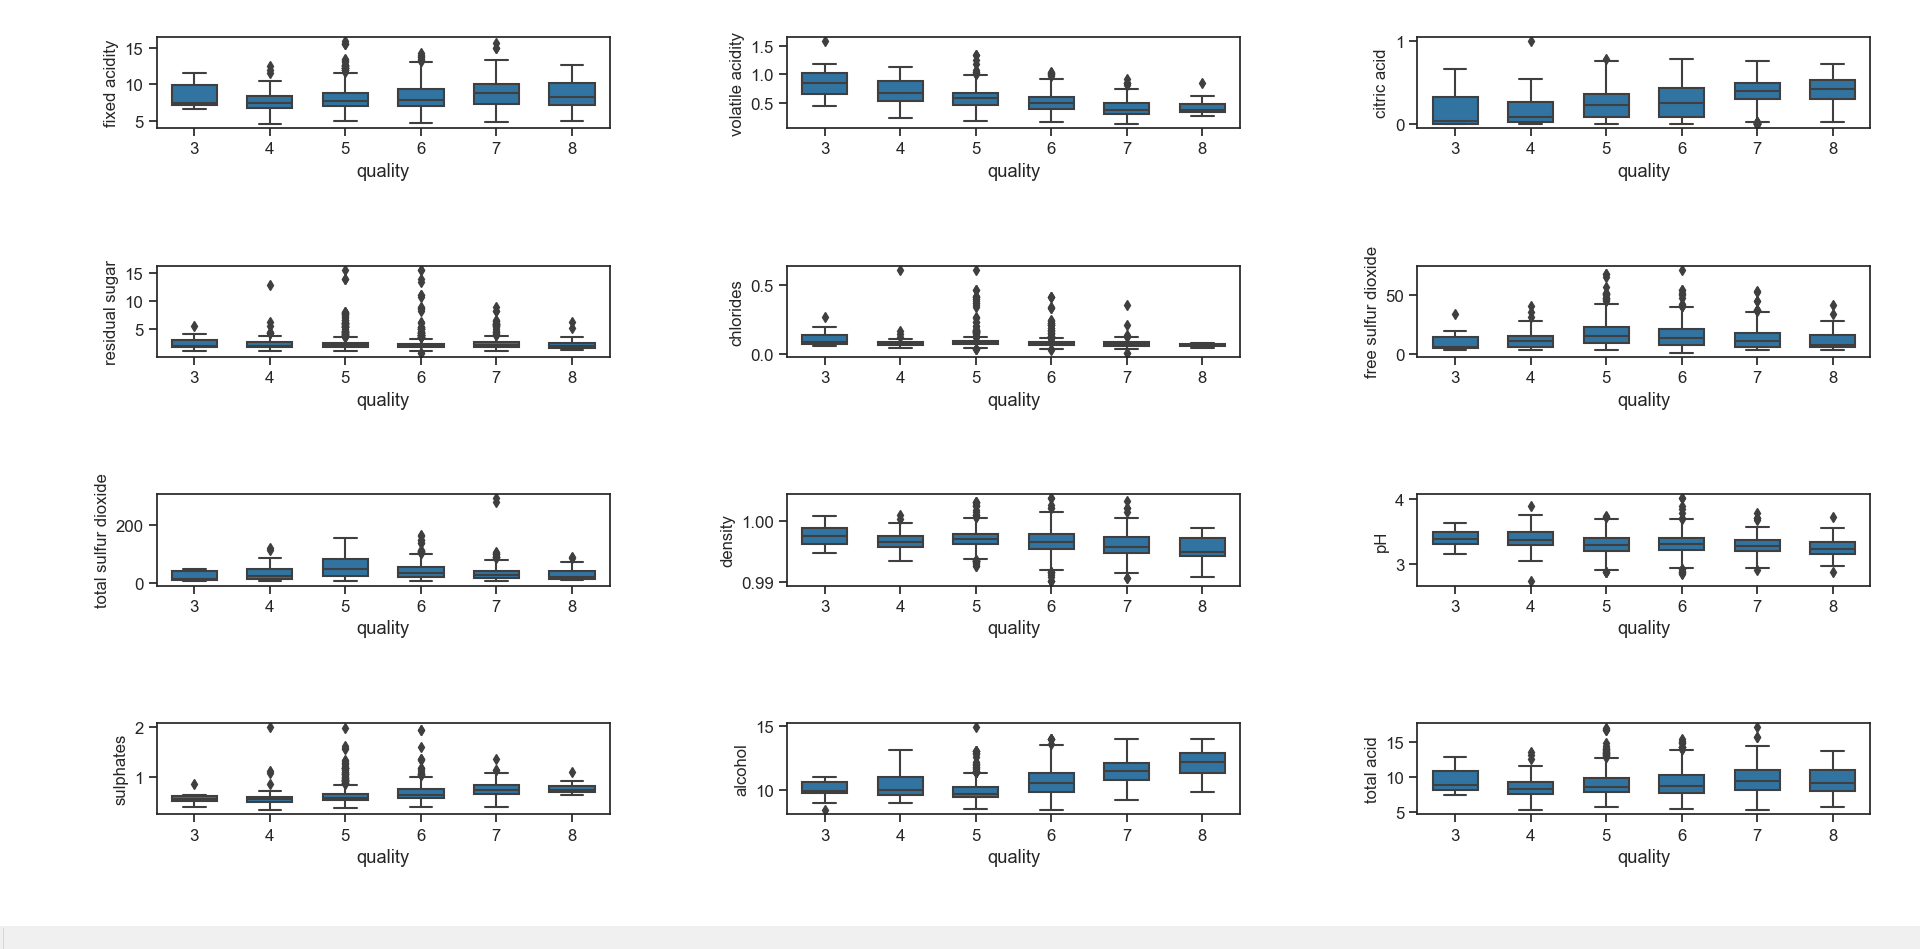 fixed acidity
15
10
5
3 4 5 6 7 8
quality
volatile acidity
1.5
1.0
0.5
3 4 5 6 7 8
quality
citric acid
1
0
3 4 5 6 7 8
quality
residual sugar
15
10
5
3 4 5 6 7 8
quality
chlorides
0.5
0.0
3 4 5 6 7 8
quality
free sulfur dioxide
50
0
3 4 5 6 7 8
quality
total sulfur dioxide
200
0
3 4 5 6 7 8
quality
density
1.00
0.99
3 4 5 6 7 8
quality
pH
4
3
3 4 5 6 7 8
quality
sulphates
2
1
3 4 5 6 7 8
quality
alcohol
15
10
3 4 5 6 7 8
quality
total acid
15
10
5
3 4 5 6 7 8
quality